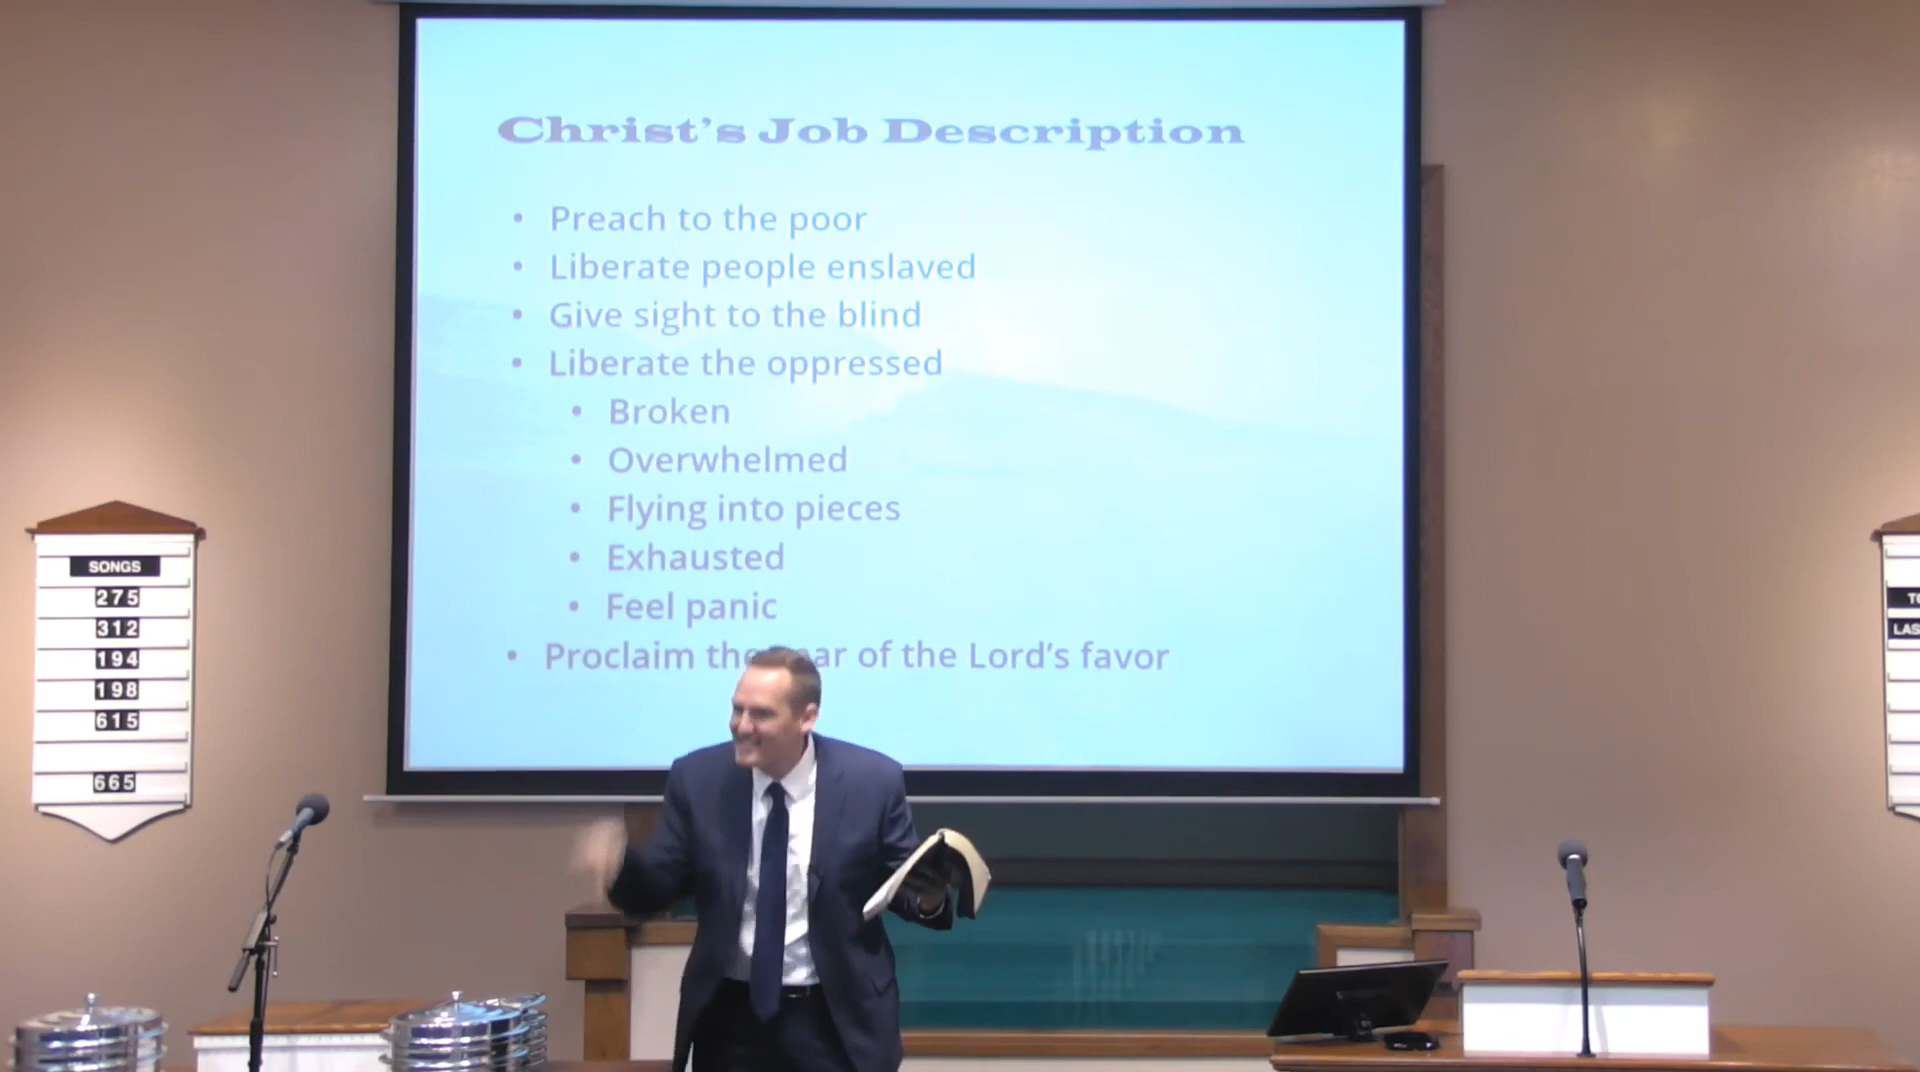 Christ's Job Description
• Preach to the poor
• Liberate people enslaved
• Give sight to the blind
• Liberate the oppressed
• Broken
• Overwhelmed
• Flying into pieces
• Exhausted
• Feel panic
• Proclaim the ear of the Lord's favor
SONGS
275
312
194
198
615
665